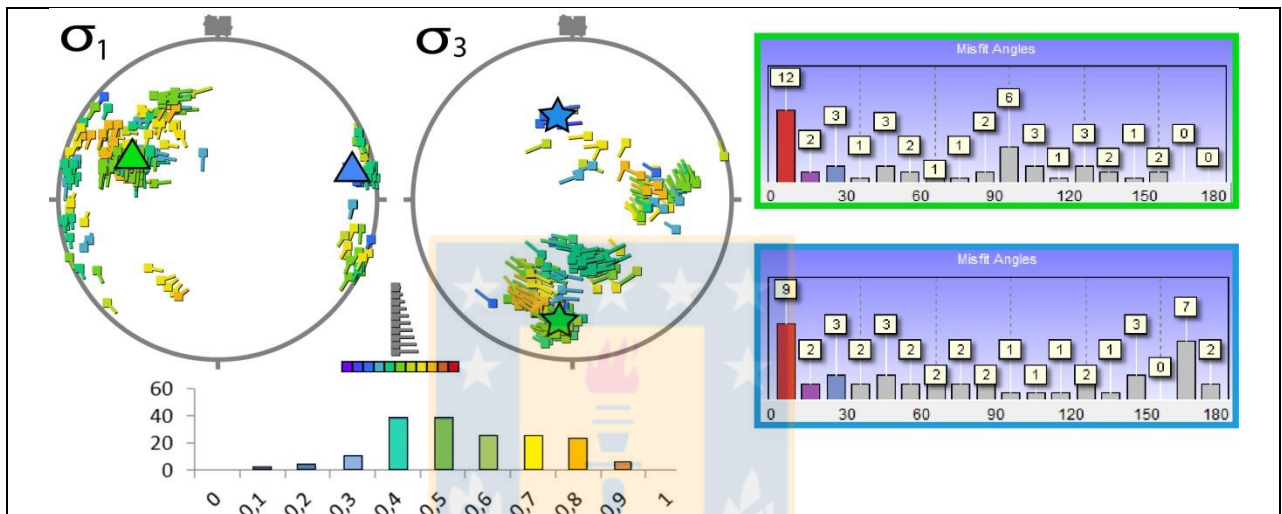 σ1
σ3
Misfit Angles
12 2 3 1 3 2 1 1 2 6 3 1 3 2 1 2 0 0
0 30 60 90 120 150 180
Misfit Angles
9 2 3 2 3 2 2 2 2 1 1 1 2 1 3 0 7 2
0 30 60 90 120 150 180
60
40
20
0
0 0,1 0,2 0,3 0,4 0,5 0,6 0,7 0,8 0,9 1